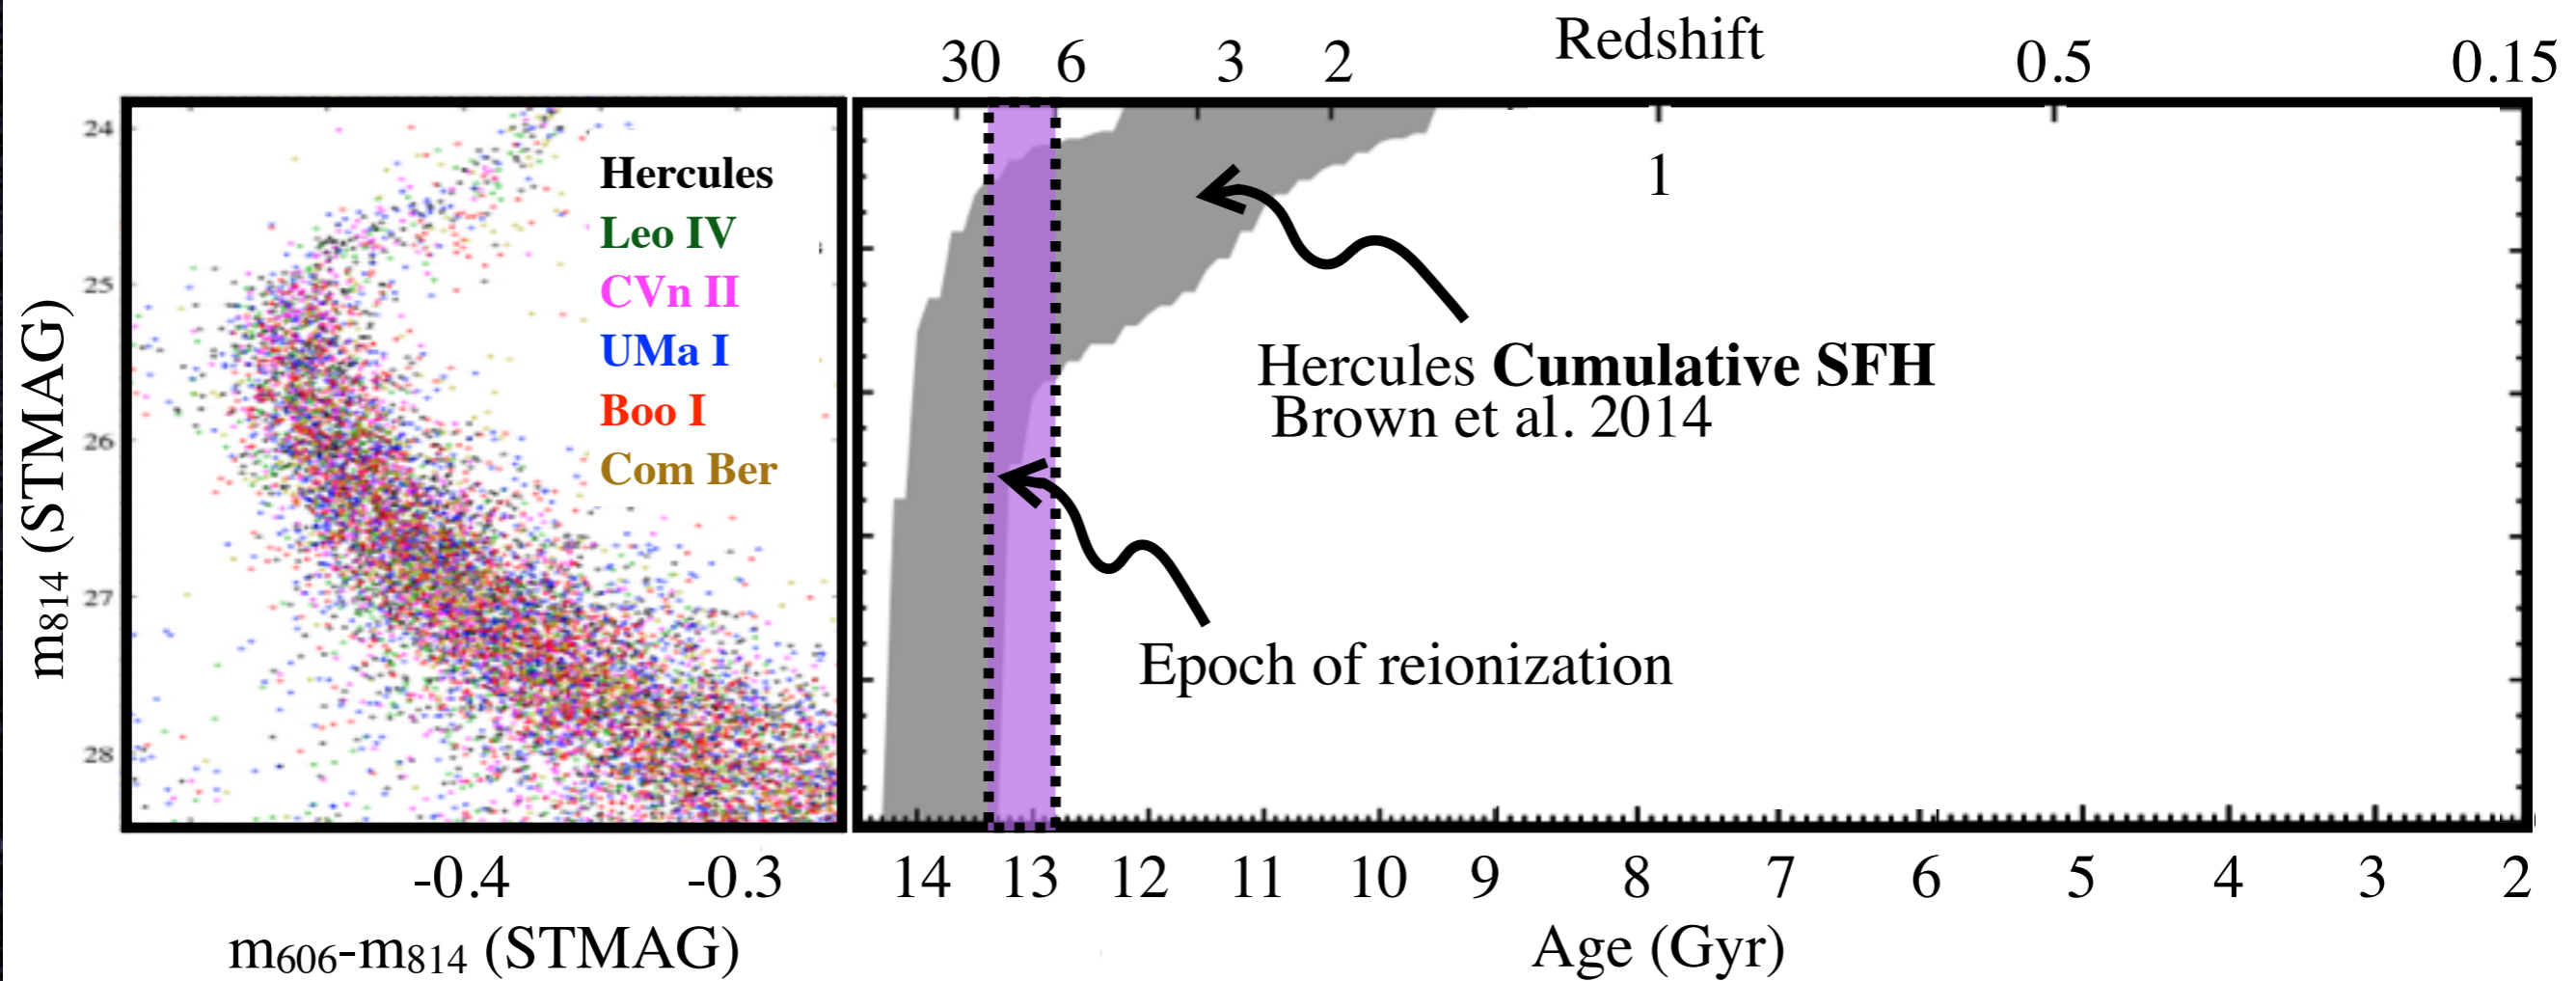 Redshift
30 6 3 2 0.5 0.15
1
24
25
26
27
28
m814 (STMAG)
Hercules
Leo IV
CVn II
UMa I
Boo I
Com Ber
Hercules Cumulative SFH
Brown et al. 2014
Epoch of reionization
-0.4 -0.3
m606-m814 (STMAG)
14 13 12 11 10 9 8 7 6 5 4 3 2
Age (Gyr)